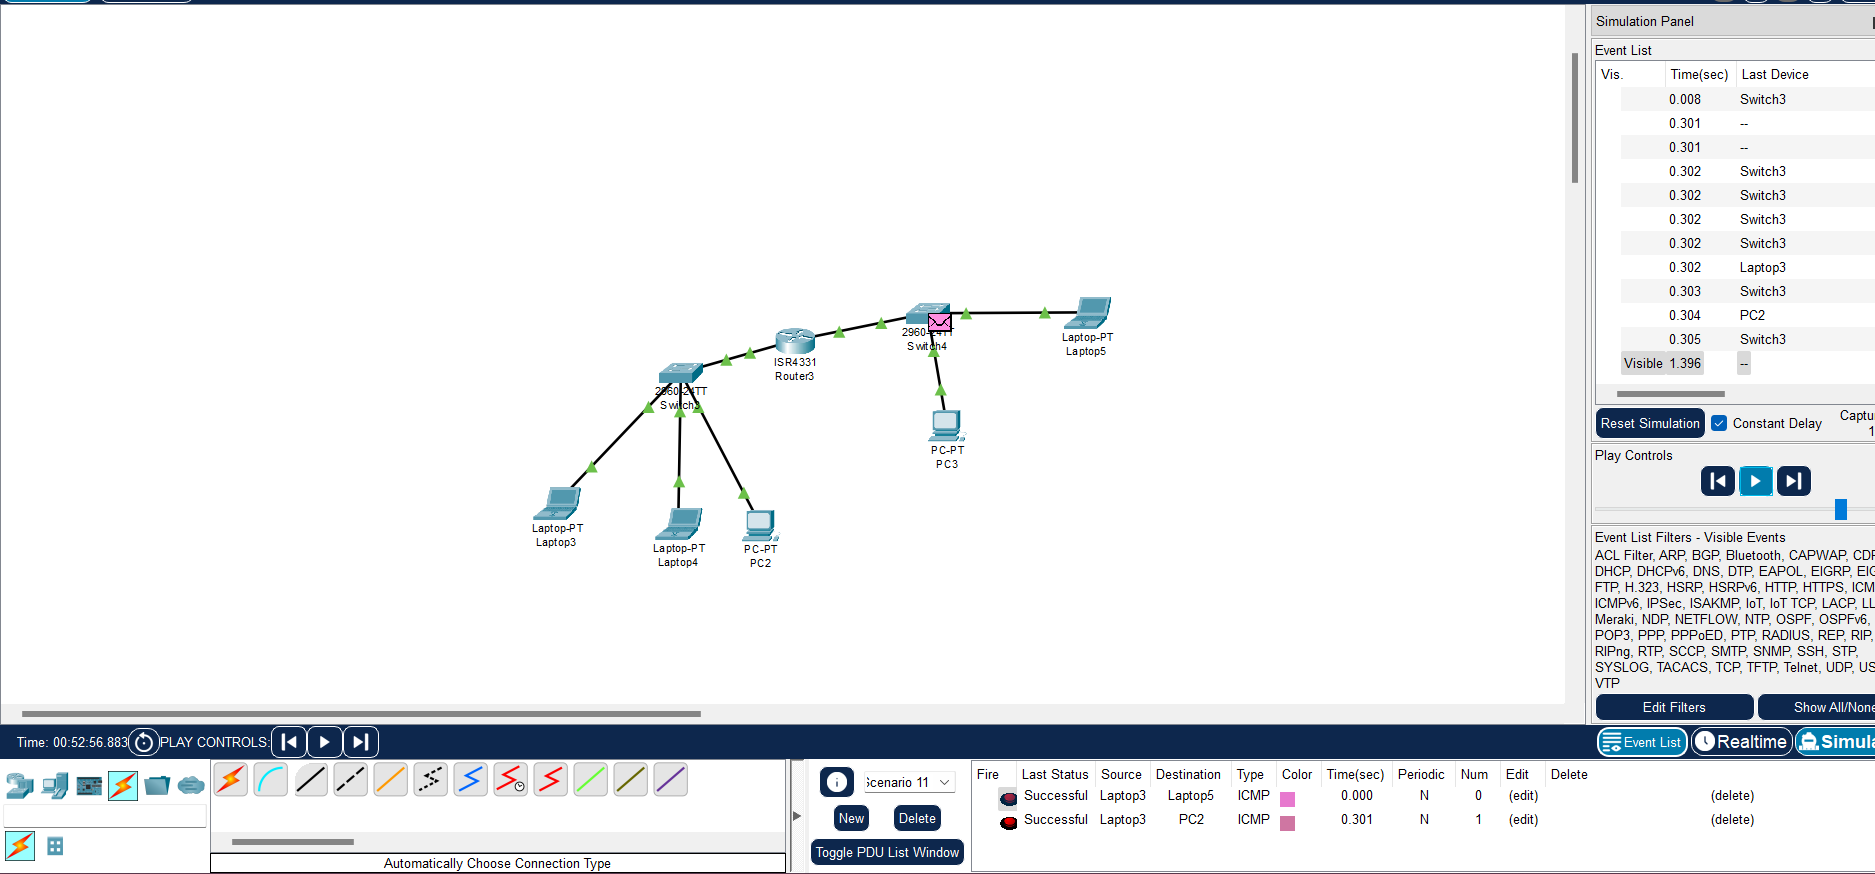 Simulation Panel
Event List
Vis. Time(sec) Last Device
0.008 Switch3
0.301 --
0.301 --
0.302 Switch3
0.302 Switch3
0.302 Switch3
0.302 Switch3
0.302 Laptop3
0.303 Switch3
0.304 PC2
0.305 Switch3
Visible 1.396 --
Reset Simulation Constant Delay Captu
1
Play Controls
Event List Filters - Visible Events
ACL Filter, ARP, BGP, Bluetooth, CAPWAP, CDP
DHCP, DHCPv6, DNS, DTP, EAPOL, EIGRP, EIG
FTP, H.323, HSRP, HSRPv6, HTTP, HTTPS, ICM
ICMPv6, IPSec, ISAKMP, IoT, IoT TCP, LACP, LL
Meraki, NDP, NETFLOW, NTP, OSPF, OSPFv6,
POP3, PPP, PPPoED, PTP, RADIUS, REP, RIP,
RIPng, RTP, SCCP, SMTP, SNMP, SSH, STP,
SYSLOG, TACACS, TCP, TFTP, Telnet, UDP, US
VTP
Edit Filters Show All/None
Event List Realtime Simula
2960-24TT
Switch4
Laptop-PT
Laptop5
ISR4331
Router3
2960-24TT
Switch3
PC-PT
PC3
Laptop-PT
Laptop3
Laptop-PT
Laptop4
PC-PT
PC2
Time: 00:52:56.883 PLAY CONTROLS:
Automatically Choose Connection Type
Scenario 11
New Delete
Toggle PDU List Window
Fire Last Status Source Destination Type Color Time(sec) Periodic Num Edit Delete
Successful Laptop3 Laptop5 ICMP 0.000 N 0 (edit) (delete)
Successful Laptop3 PC2 ICMP 0.301 N 1 (edit) (delete)